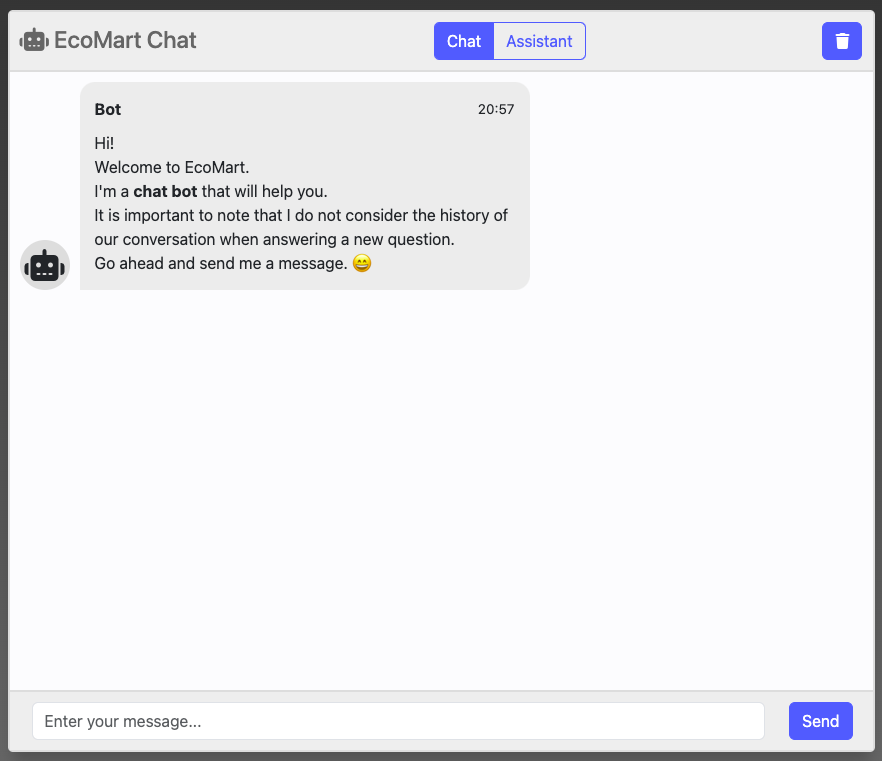 EcoMart Chat
Chat
Assistant
Bot
20:57
Hi!
Welcome to EcoMart.
I'm a chat bot that will help you.
It is important to note that I do not consider the history of
our conversation when answering a new question.
Go ahead and send me a message. 😄
Enter your message...
Send